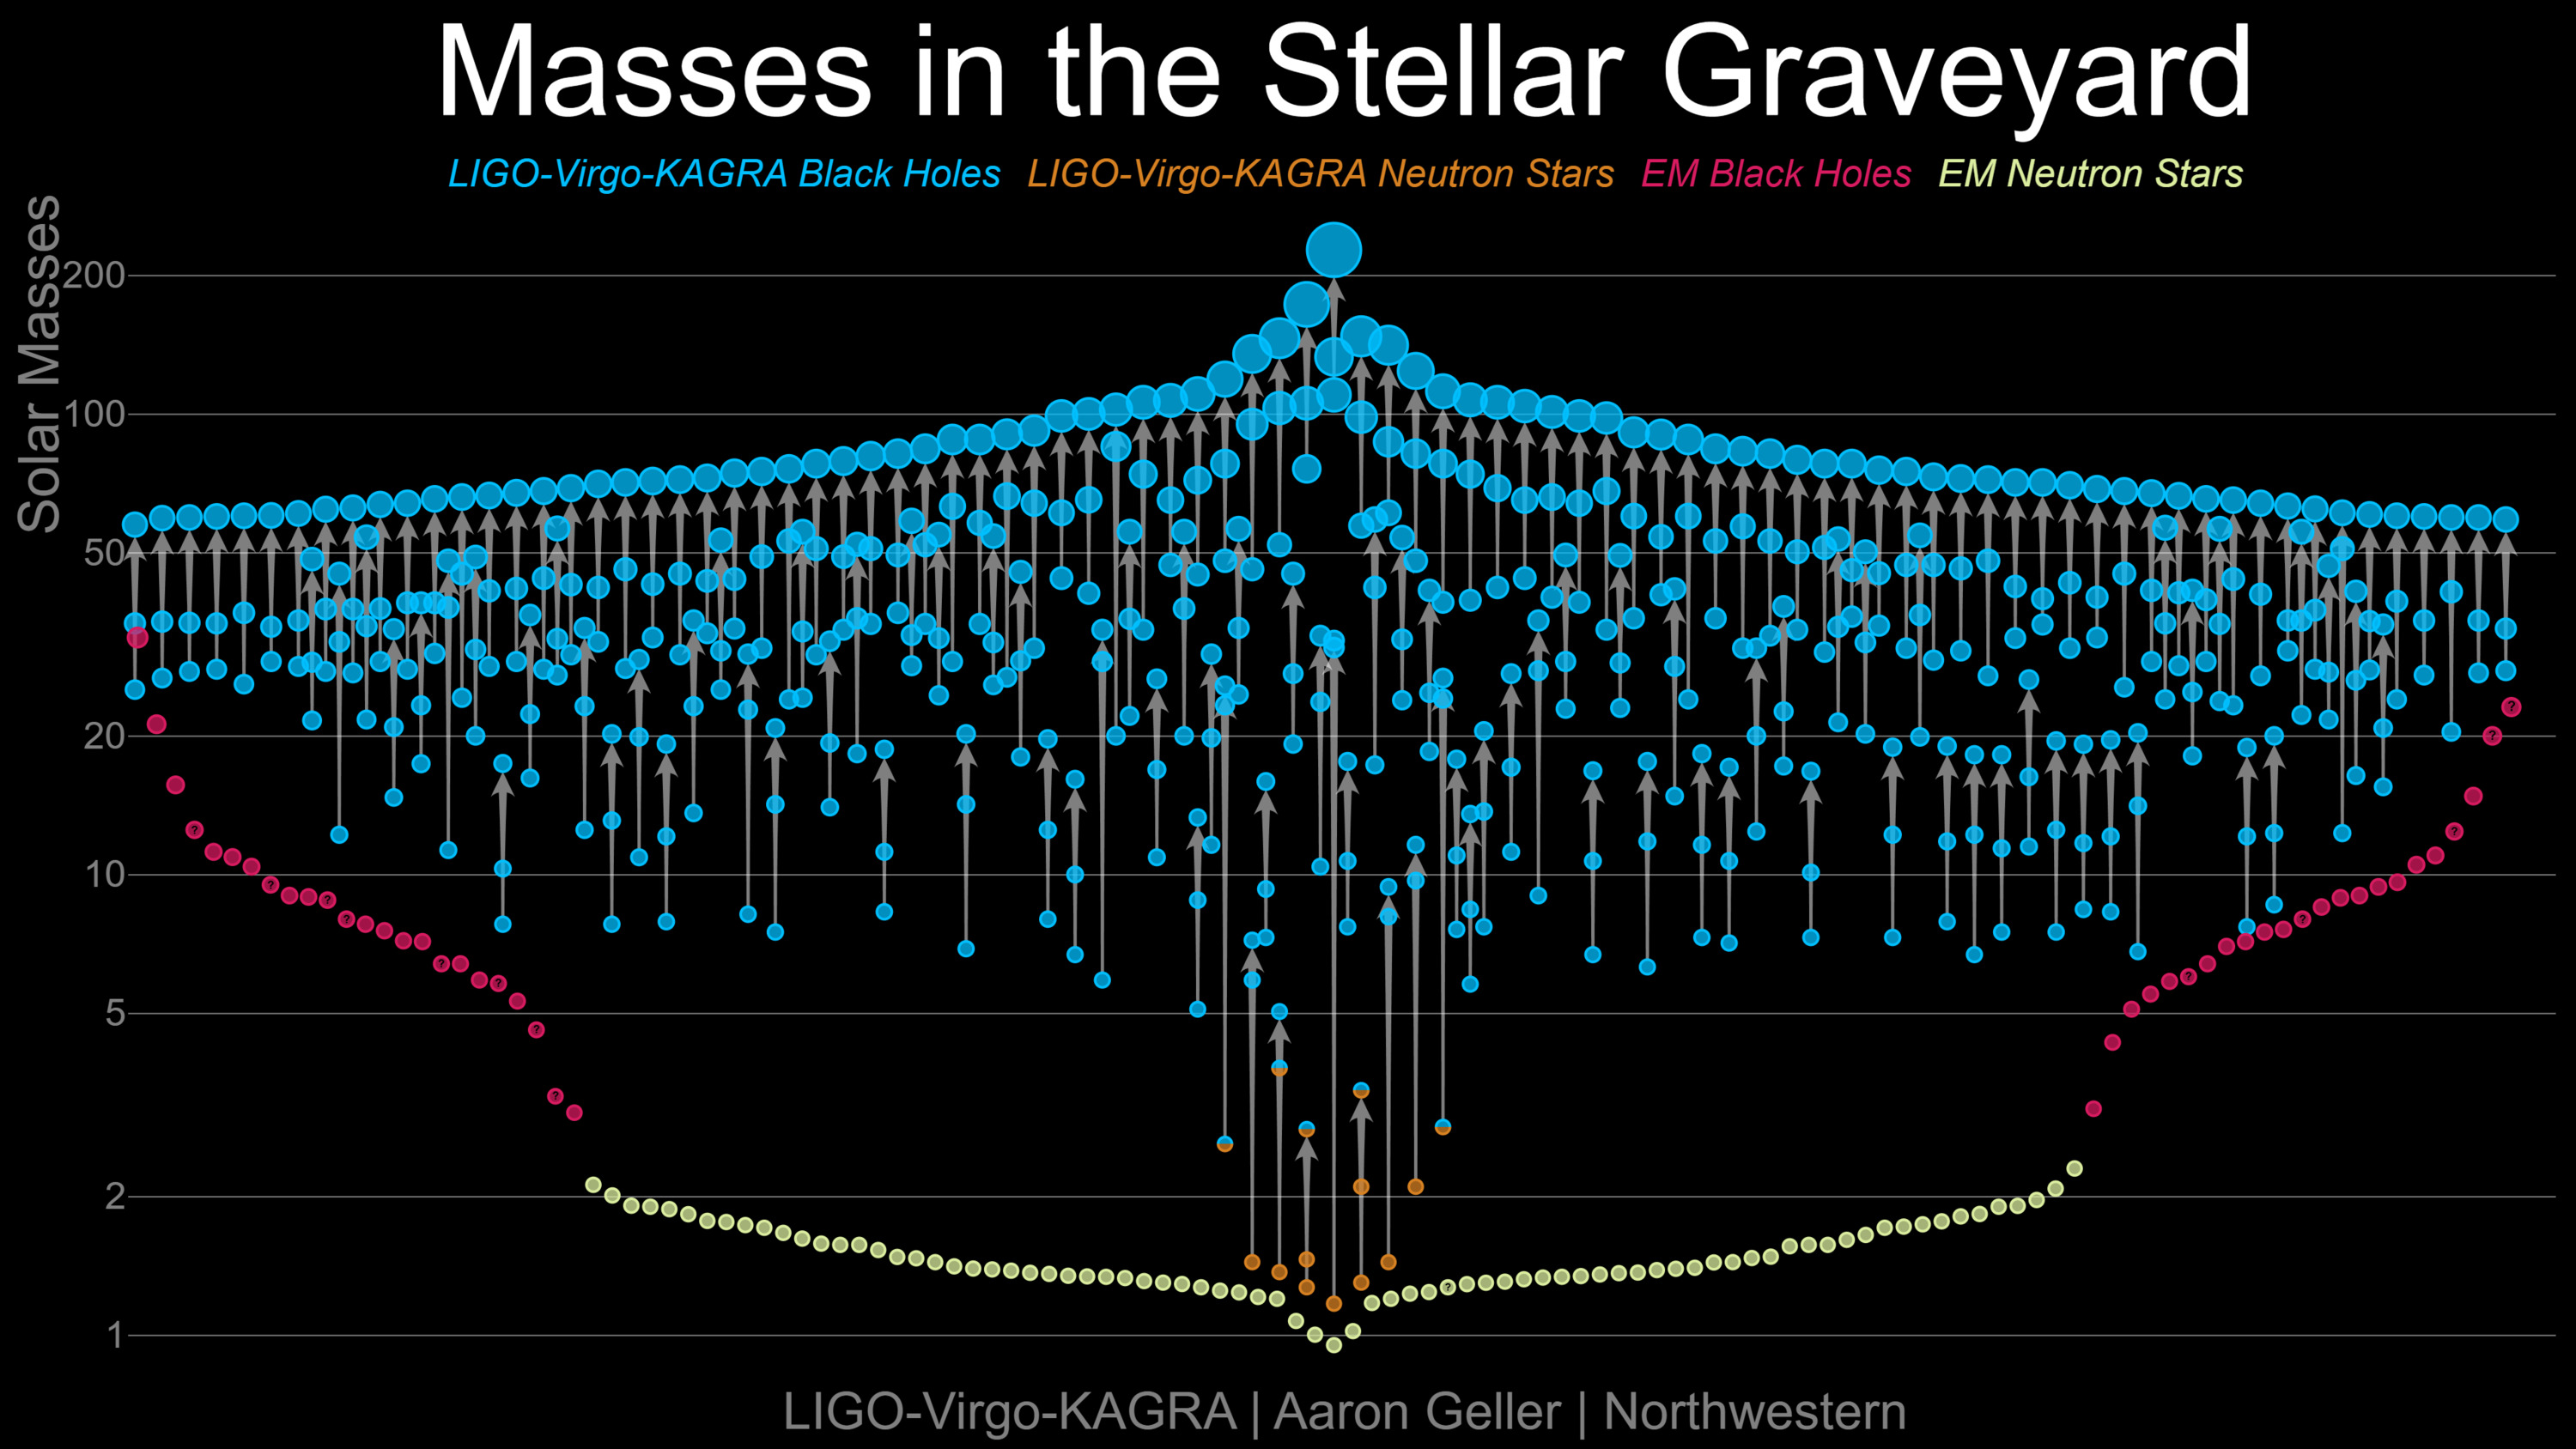 Masses in the Stellar Graveyard
LIGO-Virgo-KAGRA Black Holes LIGO-Virgo-KAGRA Neutron Stars EM Black Holes EM Neutron Stars
Solar Masses
200
100
50
20
10
5
2
1
? ? ? ? ? ? ? ? ? ? ? ? ? ? ?
LIGO-Virgo-KAGRA | Aaron Geller | Northwestern